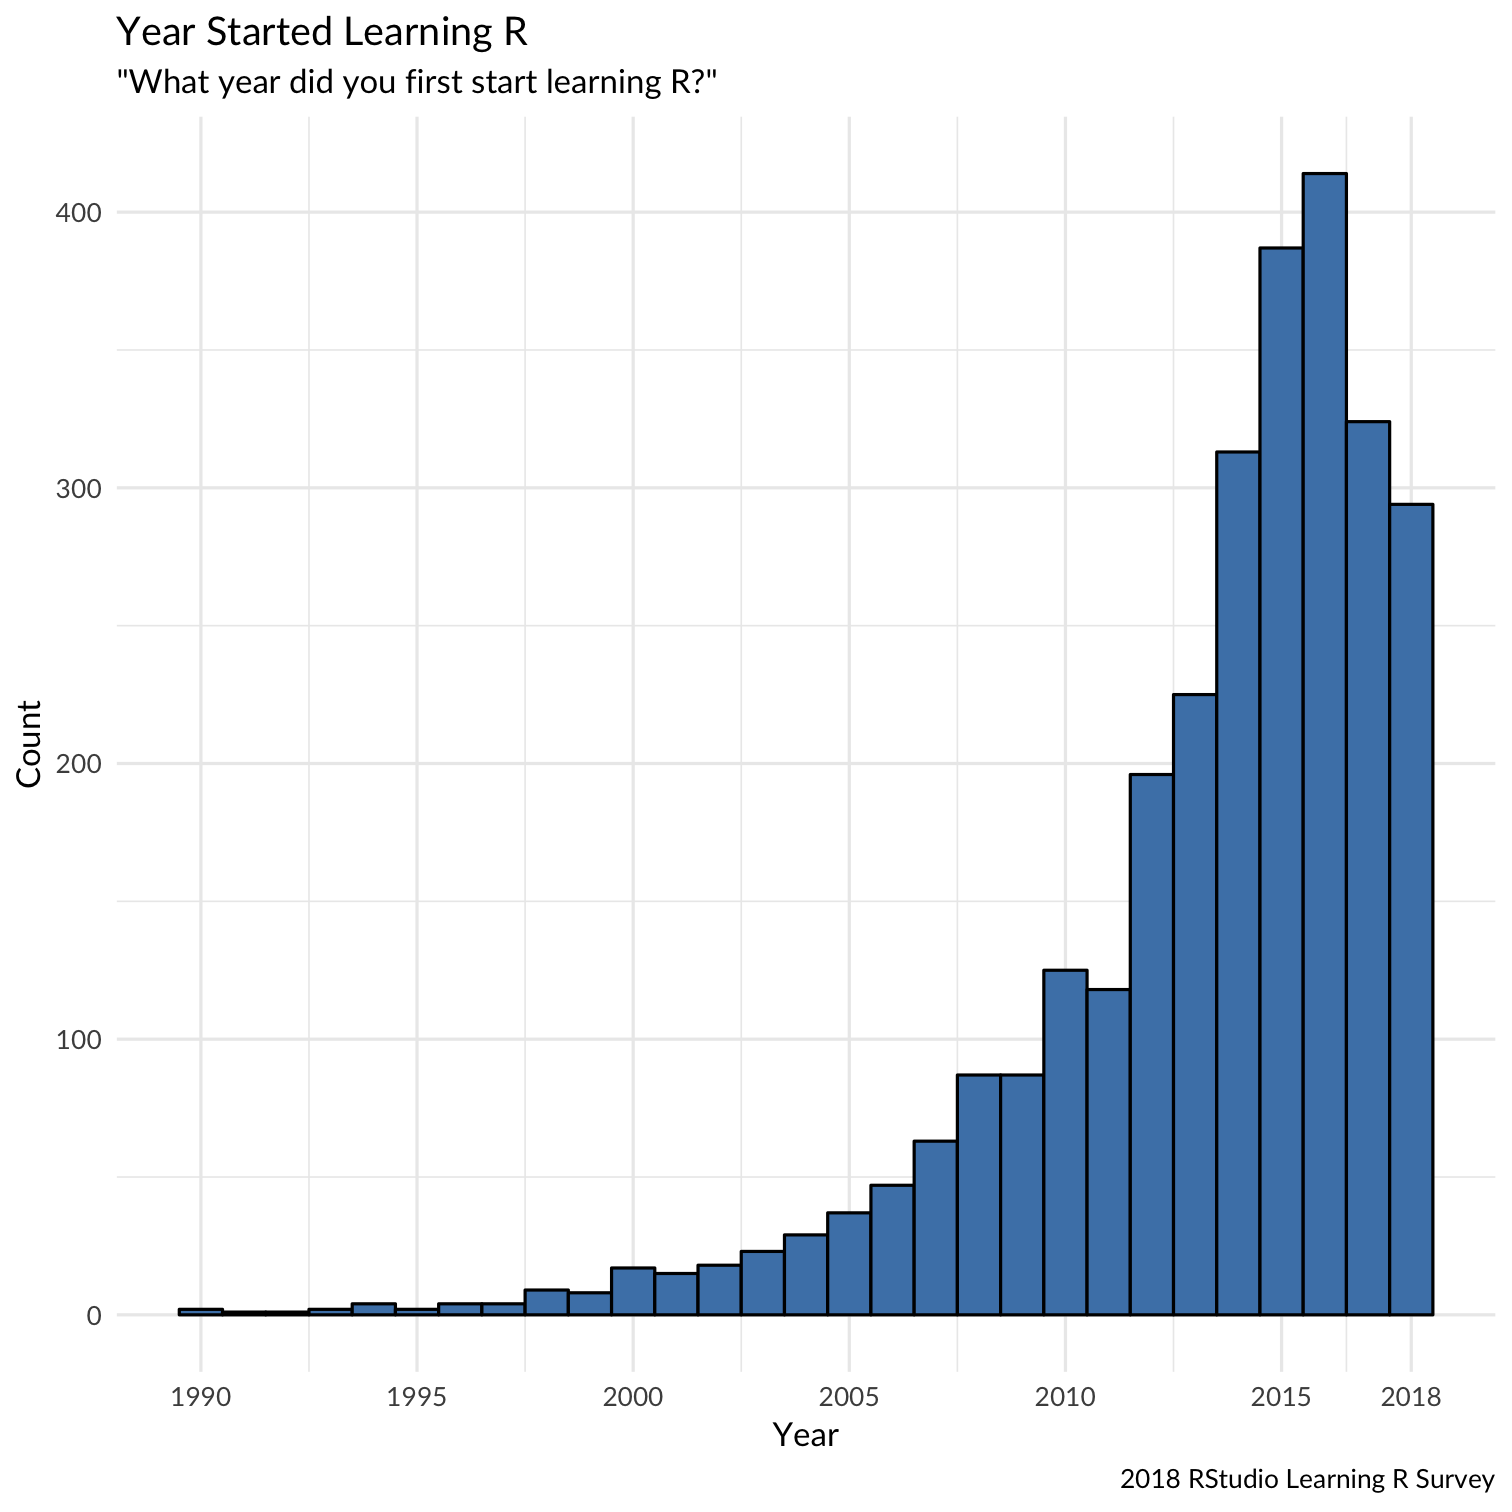 Year Started Learning R
"What year did you first start learning R?"
400
300
200
100
0
Count
1990 1995 2000 2005 2010 2015 2018
Year
2018 RStudio Learning R Survey